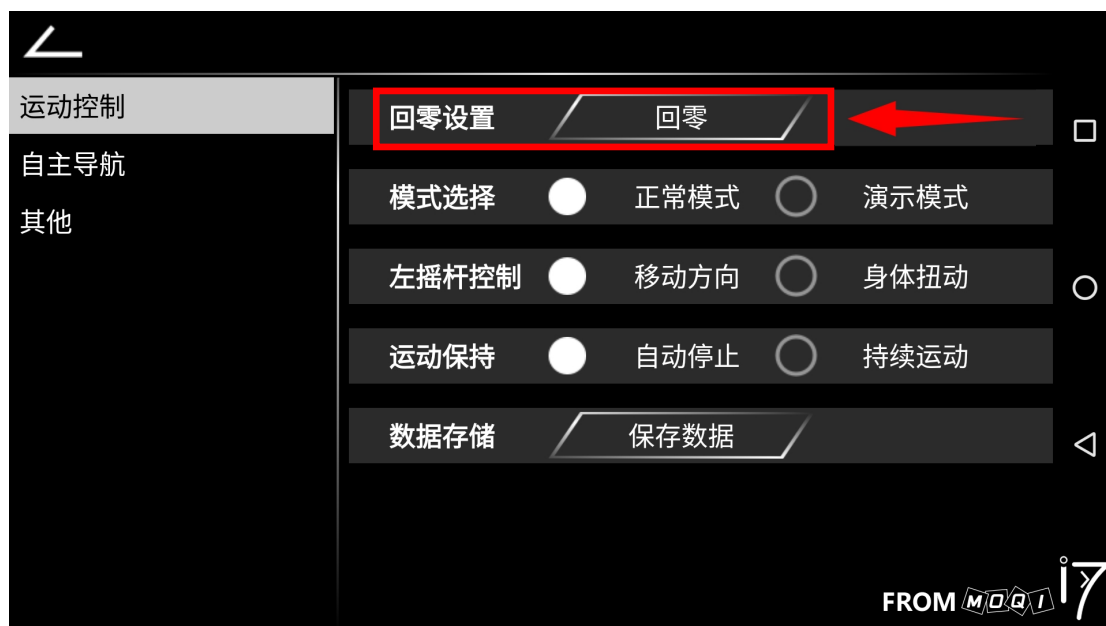 运动控制
自主导航
其他
回零设置 回零
模式选择 正常模式 演示模式
左摇杆控制 移动方向 身体扭动
运动保持 自动停止 持续运动
数据存储 保存数据
FROM MOQI i7